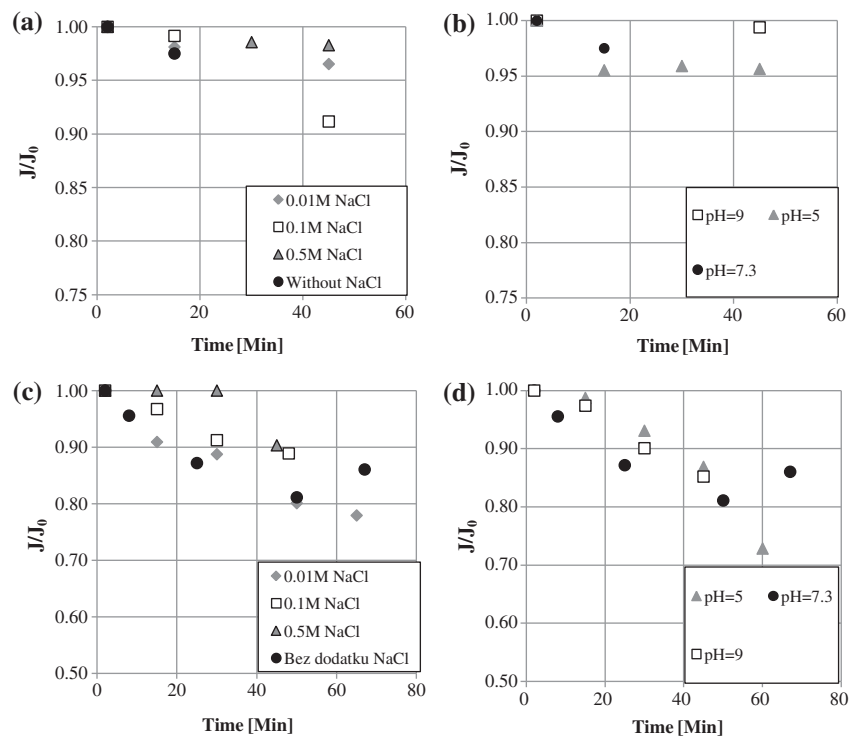 (a)
1.00
0.95
0.90
0.85
0.80
0.75
J/J0
0.01M NaCl
0.1M NaCl
0.5M NaCl
Without NaCl
0 20 40 60
Time [Min]
(b)
1.00
0.95
0.90
0.85
0.80
0.75
J/J0
pH=9 pH=5
pH=7.3
0 20 40 60
Time [Min]
(c)
1.00
0.90
0.80
0.70
0.60
0.50
J/J0
0.01M NaCl
0.1M NaCl
0.5M NaCl
Bez dodatku NaCl
0 20 40 60 80
Time [Min]
(d)
1.00
0.90
0.80
0.70
0.60
0.50
J/J0
pH=5 pH=7.3
pH=9
0 20 40 60 80
Time [Min]